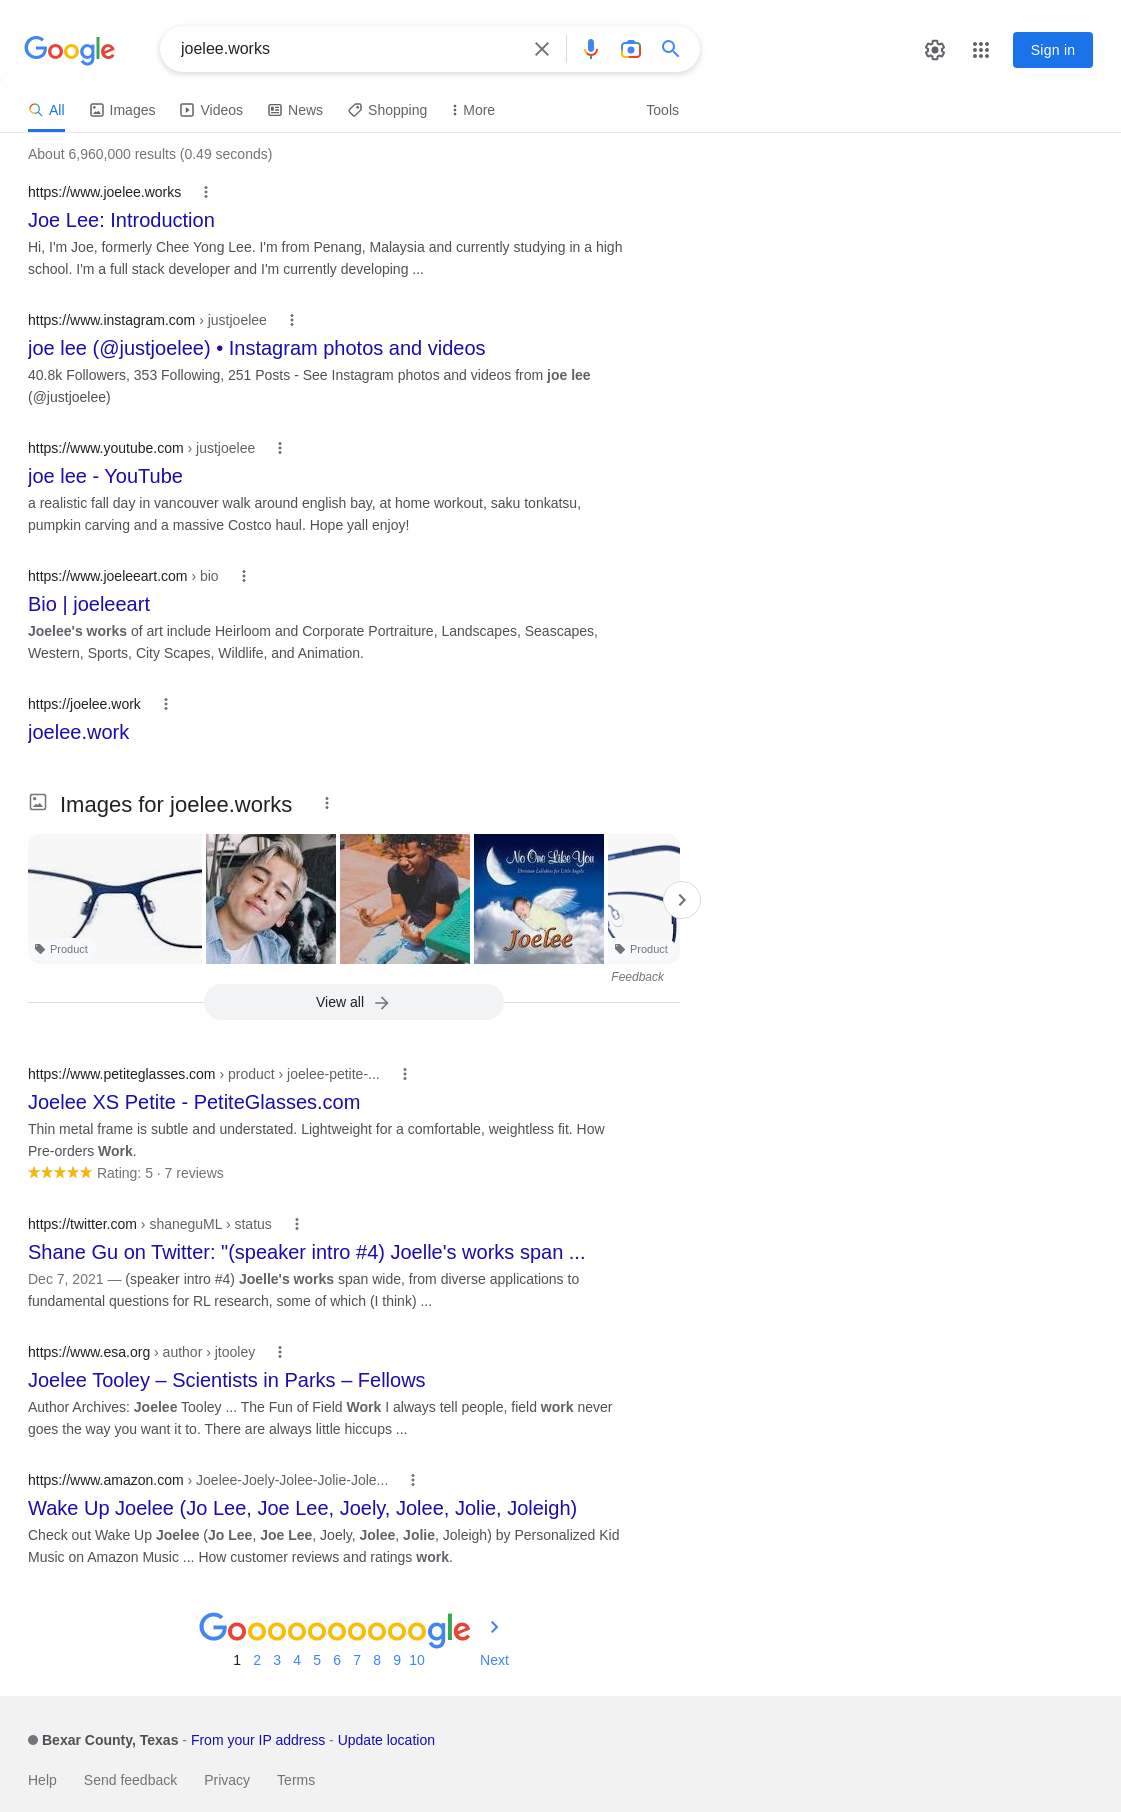 Google
joelee.works
Sign in
All Images Videos News Shopping More Tools
About 6,960,000 results (0.49 seconds)
https://www.joelee.works
Joe Lee: Introduction
Hi, I'm Joe, formerly Chee Yong Lee. I'm from Penang, Malaysia and currently studying in a high
school. I'm a full stack developer and I'm currently developing ...
https://www.instagram.com › justjoelee
joe lee (@justjoelee) • Instagram photos and videos
40.8k Followers, 353 Following, 251 Posts - See Instagram photos and videos from joe lee
(@justjoelee)
https://www.youtube.com › justjoelee
joe lee - YouTube
a realistic fall day in vancouver walk around english bay, at home workout, saku tonkatsu,
pumpkin carving and a massive Costco haul. Hope yall enjoy!
https://www.joeleeart.com › bio
Bio | joeleeart
Joelee's works of art include Heirloom and Corporate Portraiture, Landscapes, Seascapes,
Western, Sports, City Scapes, Wildlife, and Animation.
https://joelee.work
joelee.work
Images for joelee.works
No One Like You
Christian Lullabies for Little Angels
Joelee
Product
Product
Feedback
View all
https://www.petiteglasses.com › product › joelee-petite-...
Joelee XS Petite - PetiteGlasses.com
Thin metal frame is subtle and understated. Lightweight for a comfortable, weightless fit. How
Pre-orders Work.
Rating: 5 · 7 reviews
https://twitter.com › shaneguML › status
Shane Gu on Twitter: "(speaker intro #4) Joelle's works span ...
Dec 7, 2021 — (speaker intro #4) Joelle's works span wide, from diverse applications to
fundamental questions for RL research, some of which (I think) ...
https://www.esa.org › author › jtooley
Joelee Tooley – Scientists in Parks – Fellows
Author Archives: Joelee Tooley ... The Fun of Field Work I always tell people, field work never
goes the way you want it to. There are always little hiccups ...
https://www.amazon.com › Joelee-Joely-Jolee-Jolie-Jole...
Wake Up Joelee (Jo Lee, Joe Lee, Joely, Jolee, Jolie, Joleigh)
Check out Wake Up Joelee (Jo Lee, Joe Lee, Joely, Jolee, Jolie, Joleigh) by Personalized Kid
Music on Amazon Music ... How customer reviews and ratings work.
Goooooooooogle
1 2 3 4 5 6 7 8 9 10 Next
Bexar County, Texas - From your IP address - Update location
Help Send feedback Privacy Terms